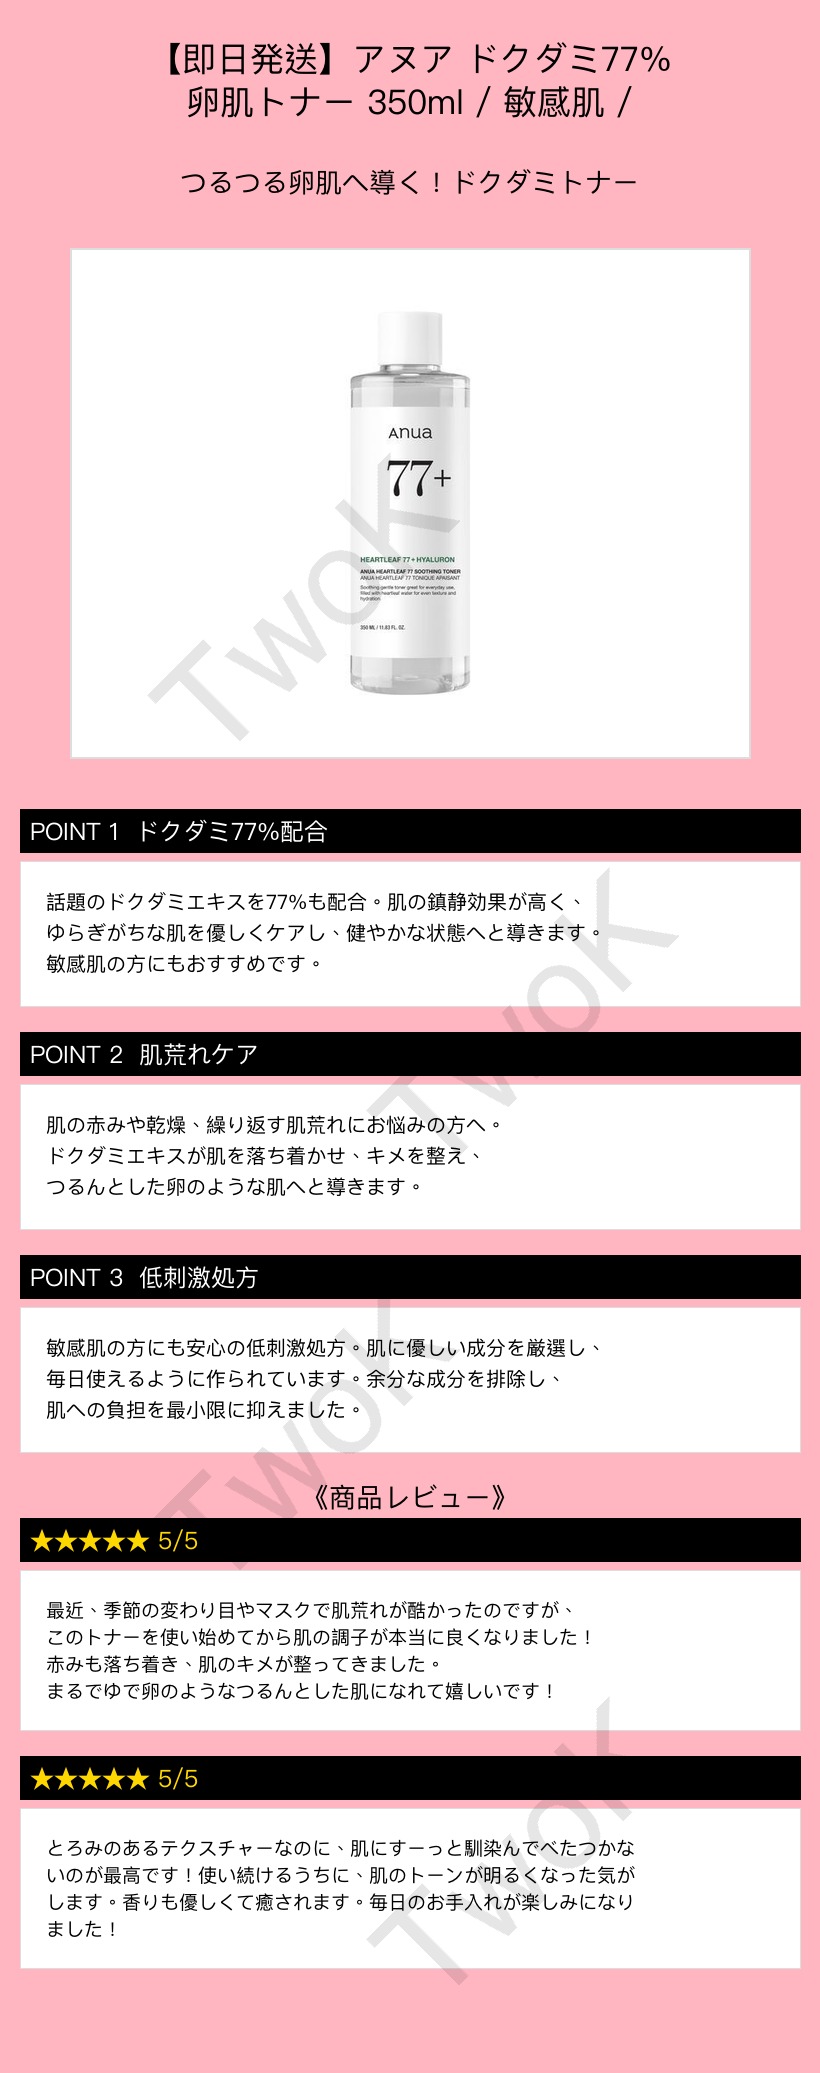 【即日発送】アヌア ドクダミ77%
卵肌トナー 350ml / 敏感肌 /
つるつる卵肌へ導く！ドクダミトナー
Anua
77+
HEARTLEAF 77+ HYALURON
ANUA HEARTLEAF 77 SOOTHING TONER
ANUA HEARTLEAF 77 TONIQUE APAISANT
Soothing gentle toner great for everyday use,
filled with heartleaf water for even texture and
hydration.
350 ML / 11.83 FL. OZ.
TwoK
POINT 1 ドクダミ77%配合
話題のドクダミエキスを77%も配合。肌の鎮静効果が高く、
ゆらぎがちな肌を優しくケアし、健やかな状態へと導きます。
敏感肌の方にもおすすめです。
TwoK
POINT 2 肌荒れケア
肌の赤みや乾燥、繰り返す肌荒れにお悩みの方へ。
ドクダミエキスが肌を落ち着かせ、キメを整え、
つるんとした卵のような肌へと導きます。
POINT 3 低刺激処方
敏感肌の方にも安心の低刺激処方。肌に優しい成分を厳選し、
毎日使えるように作られています。余分な成分を排除し、
肌への負担を最小限に抑えました。
TwoK
《商品レビュー》
★★★★★ 5/5
最近、季節の変わり目やマスクで肌荒れが酷かったのですが、
このトナーを使い始めてから肌の調子が本当に良くなりました！
赤みも落ち着き、肌のキメが整ってきました。
まるでゆで卵のようなつるんとした肌になれて嬉しいです！
★★★★★ 5/5
とろみのあるテクスチャーなのに、肌にすーっと馴染んでべたつかな
いのが最高です！使い続けるうちに、肌のトーンが明るくなった気が
します。香りも優しくて癒されます。毎日のお手入れが楽しみになり
ました！
TwoK